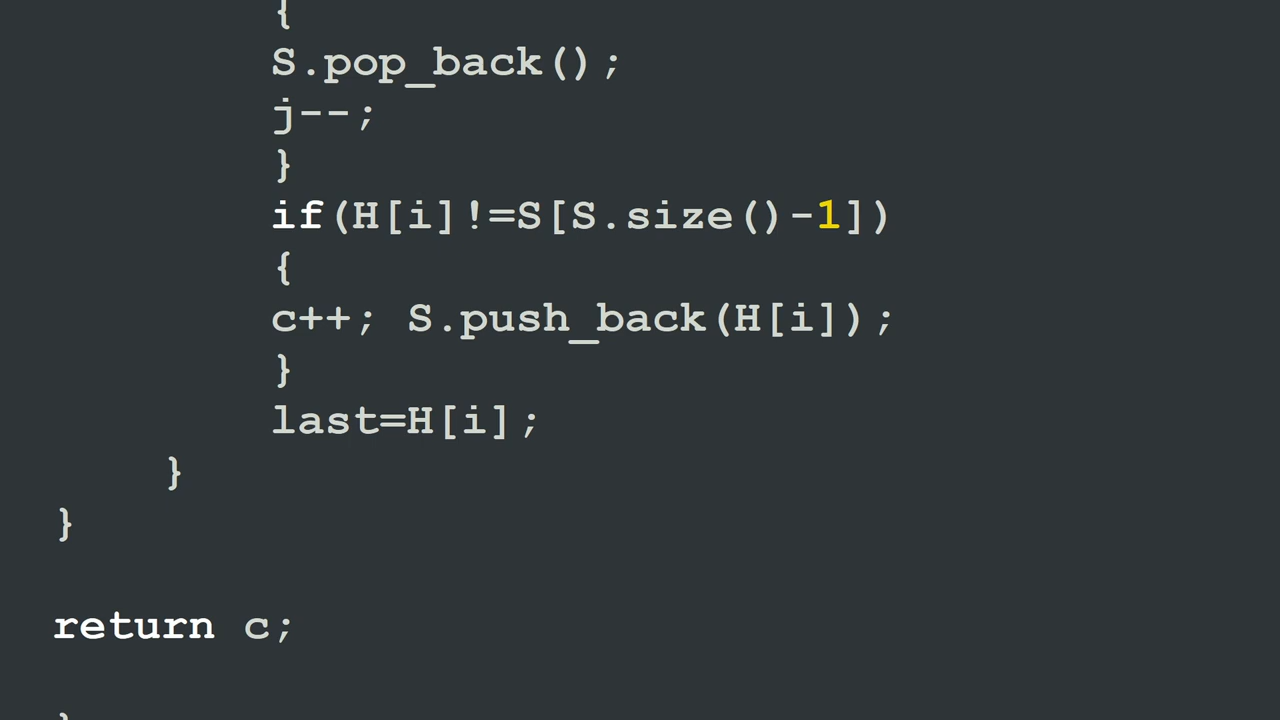 {
S.pop_back();
j--;
}
if(H[i]!=S[S.size()-1])
{
c++; S.push_back(H[i]);
}
last=H[i];
}
}
return c;
}